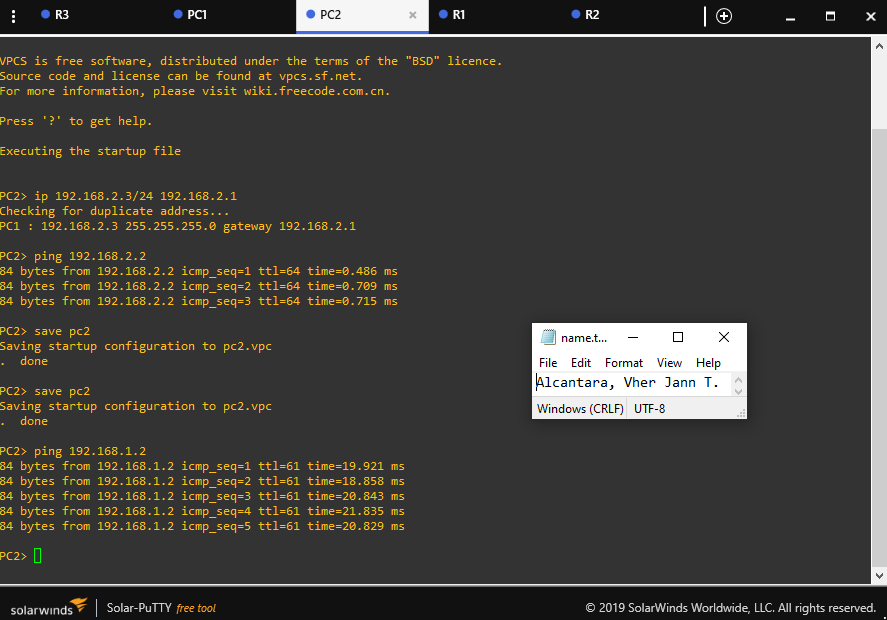 R3
PC1
PC2
R1
R2
VPCS is free software, distributed under the terms of the "BSD" licence.
Source code and license can be found at vpcs.sf.net.
For more information, please visit wiki.freecode.com.cn.
Press '?' to get help.
Executing the startup file
PC2> ip 192.168.2.3/24 192.168.2.1
Checking for duplicate address...
PC1 : 192.168.2.3 255.255.255.0 gateway 192.168.2.1
PC2> ping 192.168.2.2
84 bytes from 192.168.2.2 icmp_seq=1 ttl=64 time=0.486 ms
84 bytes from 192.168.2.2 icmp_seq=2 ttl=64 time=0.709 ms
84 bytes from 192.168.2.2 icmp_seq=3 ttl=64 time=0.715 ms
PC2> save pc2
Saving startup configuration to pc2.vpc
.  done
PC2> save pc2
Saving startup configuration to pc2.vpc
.  done
PC2> ping 192.168.1.2
84 bytes from 192.168.1.2 icmp_seq=1 ttl=61 time=19.921 ms
84 bytes from 192.168.1.2 icmp_seq=2 ttl=61 time=18.858 ms
84 bytes from 192.168.1.2 icmp_seq=3 ttl=61 time=20.843 ms
84 bytes from 192.168.1.2 icmp_seq=4 ttl=61 time=21.835 ms
84 bytes from 192.168.1.2 icmp_seq=5 ttl=61 time=20.829 ms
PC2>
name.t...
File Edit Format View Help
Alcantara, Vher Jann T.
Windows (CRLF) UTF-8
solarwinds
Solar-PuTTY free tool
© 2019 SolarWinds Worldwide, LLC. All rights reserved.